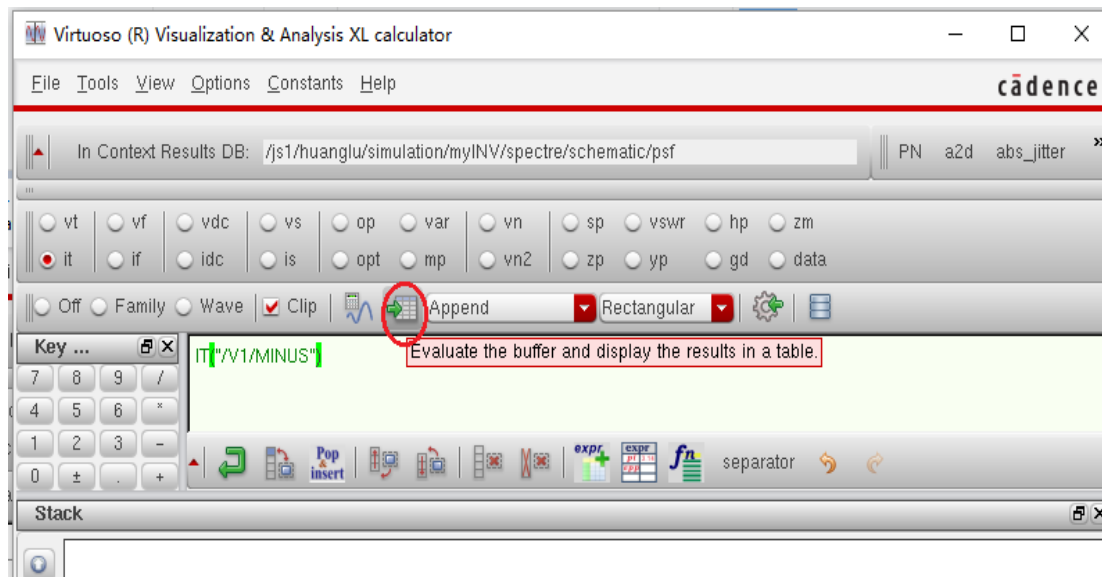 Virtuoso (R) Visualization & Analysis XL calculator
File Tools View Options Constants Help
cādence
In Context Results DB: /js1/huanglu/simulation/myINV/spectre/schematic/psf
PN a2d abs_jitter »
vt vf vdc vs op var vn sp vswr hp zm
it if idc is opt mp vn2 zp yp gd data
Off Family Wave Clip Append Rectangular
Key ...
IT("/V1/MINUS")
Evaluate the buffer and display the results in a table.
7 8 9 /
4 5 6 *
1 2 3 -
0 ± . +
Pop & insert
expr
expr
fn
separator
Stack